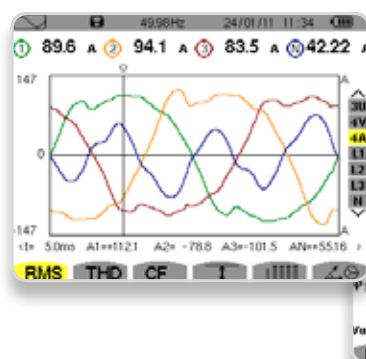 49.98Hz 24/01/11 11:34
1 89.6 A 2 94.1 A 3 83.5 A N 42.22 A
147 A
3U
4V
4A
L1
L2
L3
N
0
-147 A
<t= 5.0ms A1=+112.1 A2= -78.8 A3=-101.5 AN=+55.16 >
RMS THD CF